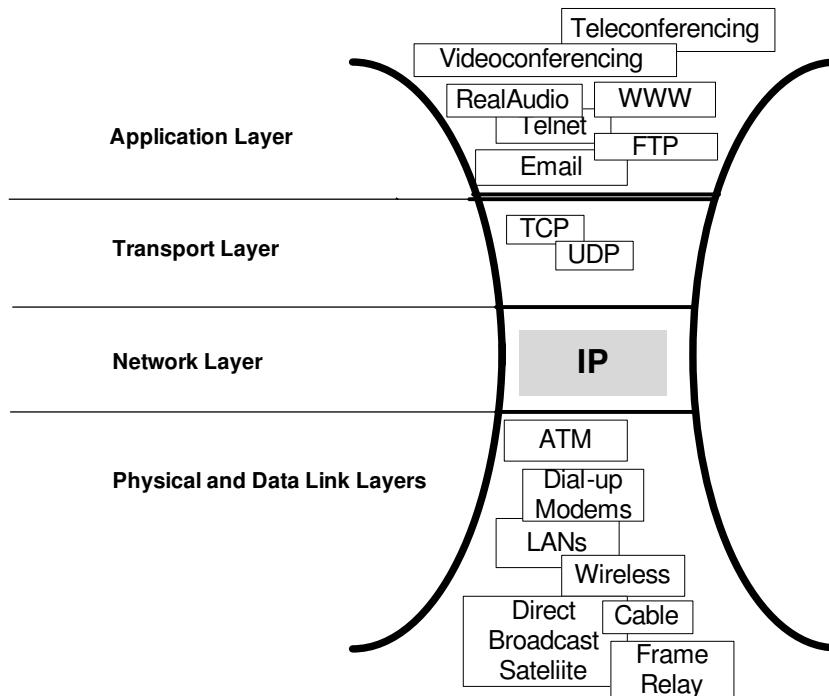 Teleconferencing
Videoconferencing
RealAudio
WWW
Telnet
FTP
Email
Application Layer
TCP
UDP
Transport Layer
IP
Network Layer
ATM
Physical and Data Link Layers
Dial-up
Modems
LANs
Wireless
Direct
Broadcast
Sateliite
Cable
Frame
Relay